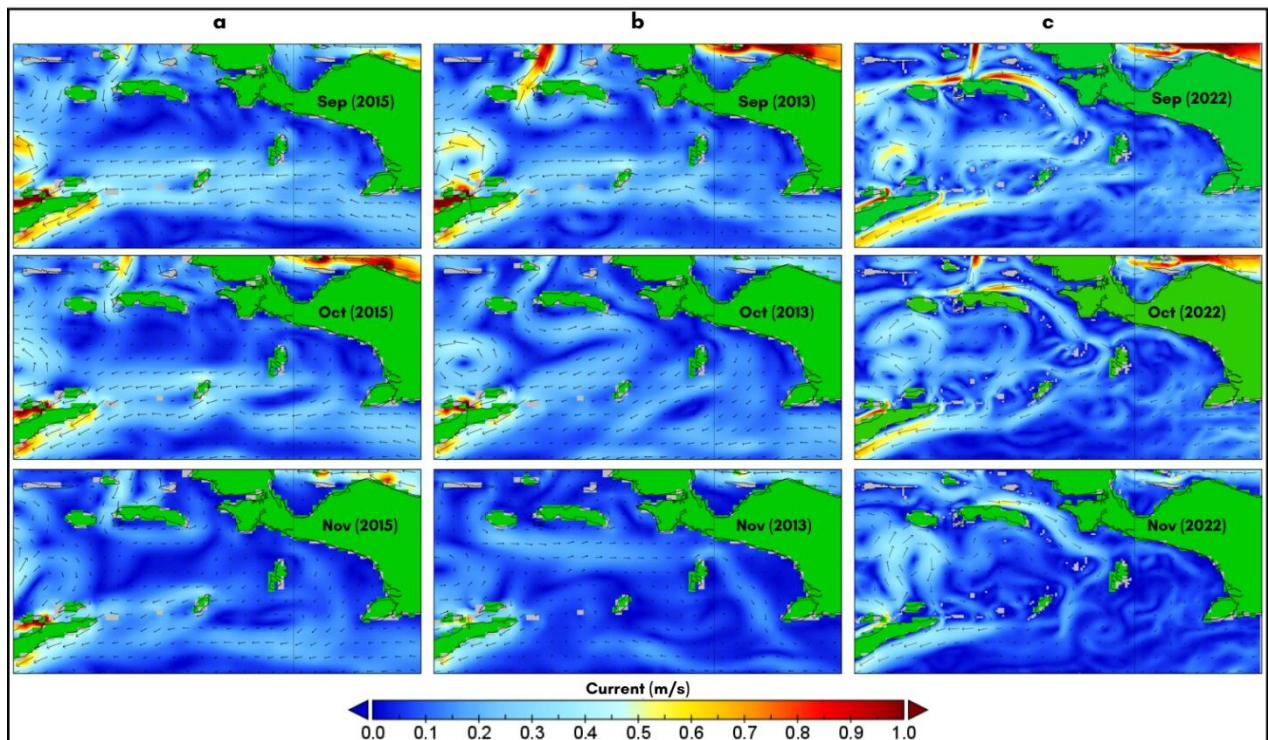 a b c
Sep (2015) Sep (2013) Sep (2022)
Oct (2015) Oct (2013) Oct (2022)
Nov (2015) Nov (2013) Nov (2022)
Current (m/s)
0.0 0.1 0.2 0.3 0.4 0.5 0.6 0.7 0.8 0.9 1.0